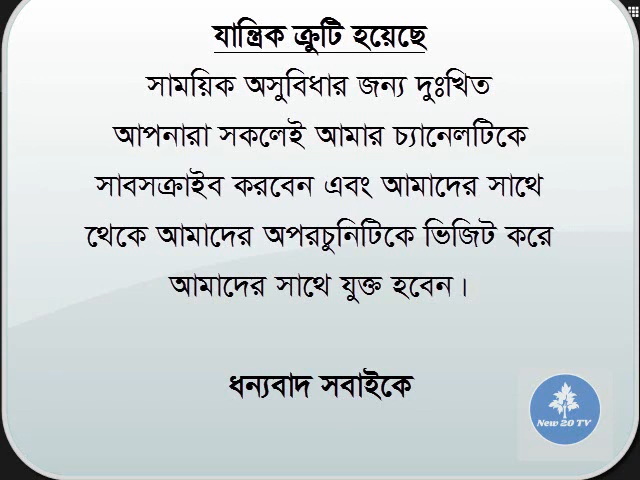 যান্ত্রিক ক্রুটি হয়েছে
সাময়িক অসুবিধার জন্য দুঃখিত
আপনারা সকলেই আমার চ্যানেলটিকে
সাবসক্রাইব করবেন এবং আমাদের সাথে
থেকে আমাদের অপরচুনিটিকে ভিজিট করে
আমাদের সাথে যুক্ত হবেন।
ধন্যবাদ সবাইকে
New 20 TV